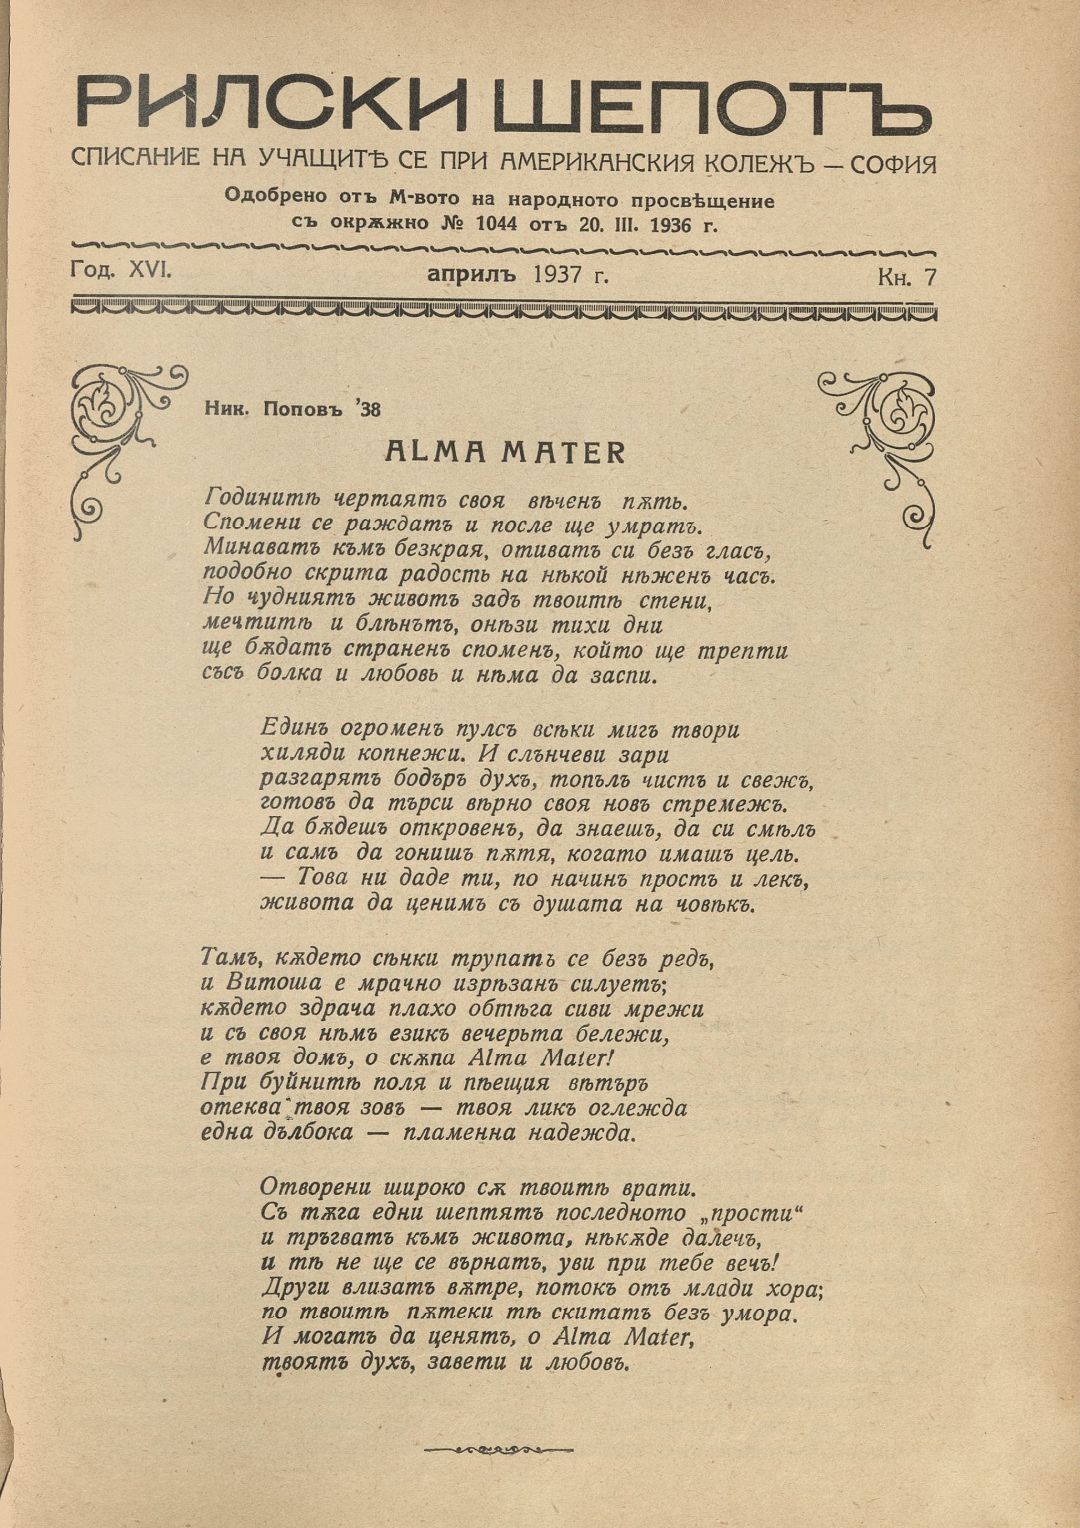 РИЛСКИ ШЕПОТЪ
СПИСАНИЕ НА УЧАЩИТѢ СЕ ПРИ АМЕРИКАНСКИЯ КОЛЕЖЪ — СОФИЯ
Одобрено отъ М-вото на народното просвѣщение
съ окрѫжно № 1044 отъ 20. III. 1936 г.
Год. XVI. априлъ 1937 г. Кн. 7
Ник. Поповъ '38
ALMA MATER
Годинитѣ чертаятъ своя вѣченъ пѫть.
Спомени се раждатъ и после ще умратъ.
Минаватъ къмъ безкрая, отиватъ си безъ гласъ,
подобно скрита радость на нѣкой нѣженъ часъ.
Но чудниятъ животъ задъ твоитѣ стени,
мечтитѣ и блѣнътъ, онѣзи тихи дни
ще бѫдатъ страненъ споменъ, който ще трепти
съсъ болка и любовь и нѣма да заспи.
Единъ огроменъ пулсъ всѣки мигъ твори
хиляди копнежи. И слънчеви зари
разгарятъ бодъръ духъ, топълъ чистъ и свежъ,
готовъ да търси вѣрно своя новъ стремежъ.
Да бѫдешъ откровенъ, да знаешъ, да си смѣлъ
и самъ да гонишъ пѫтя, когато имашъ цель.
— Това ни даде ти, по начинъ простъ и лекъ,
живота да ценимъ съ душата на човѣкъ.
Тамъ, кѫдето сѣнки трупатъ се безъ редъ,
и Витоша е мрачно изрѣзанъ силуетъ;
кѫдето здрача плахо обтѣга сиви мрежи
и съ своя нѣмъ езикъ вечерьта бележи,
е твоя домъ, о скѫпа Alma Mater!
При буйнитѣ поля и пѣещия вѣтъръ
отеква твоя зовъ — твоя ликъ оглежда
една дълбока — пламенна надежда.
Отворени широко сѫ твоитѣ врати.
Съ тѫга едни шептятъ последното „прости“
и тръгватъ къмъ живота, нѣкѫде далечъ,
и тѣ не ще се върнатъ, уви при тебе вечъ!
Други влизатъ вѫтре, потокъ отъ млади хора;
по твоитѣ пѫтеки тѣ скитатъ безъ умора.
И могатъ да ценятъ, о Alma Mater,
твоятъ духъ, завети и любовъ.